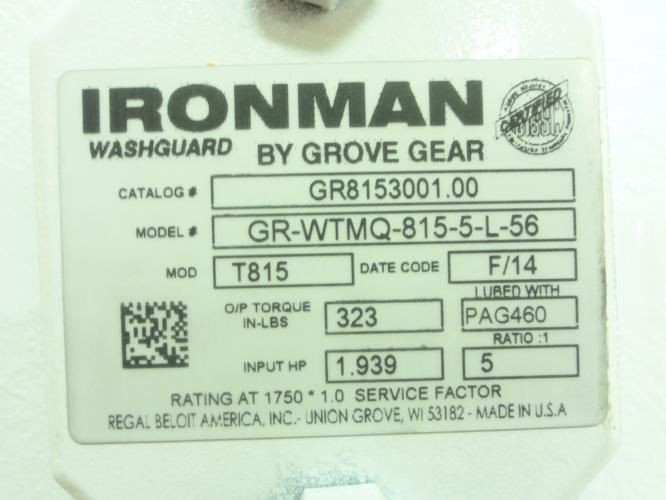 IRONMAN
CERTIFIED
BISSC
WASHGUARD BY GROVE GEAR
CATALOG # GR8153001.00
MODEL # GR-WTMQ-815-5-L-56
MOD T815 DATE CODE F/14
O/P TORQUE IN-LBS 323 LUBED WITH PAG460
INPUT HP 1.939 RATIO :1 5
RATING AT 1750 * 1.0 SERVICE FACTOR
REGAL BELOIT AMERICA, INC.- UNION GROVE, WI 53182 - MADE IN U.S.A